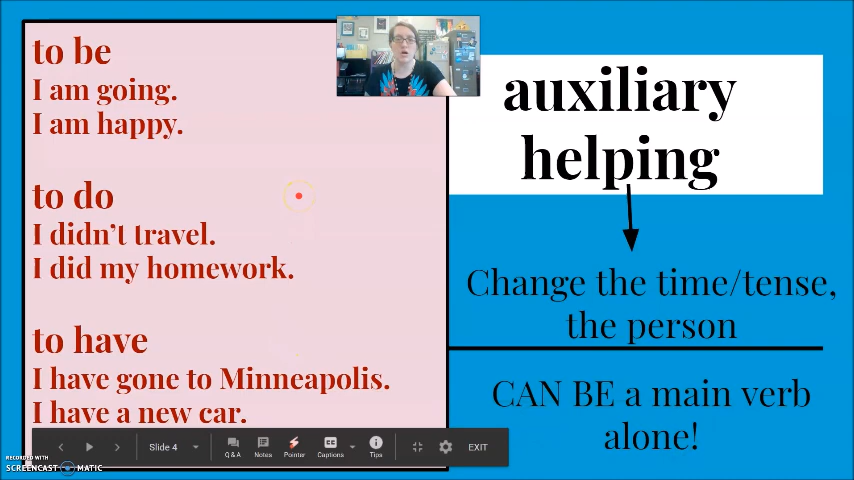 to be
I am going.
I am happy.
to do
I didn't travel.
I did my homework.
to have
I have gone to Minneapolis.
I have a new car.
auxiliary
helping
Change the time/tense,
the person
CAN BE a main verb
alone!
Slide 4
Q & A
Notes
Pointer
Captions
Tips
EXIT
RECORDED WITH
SCREENCAST MATIC